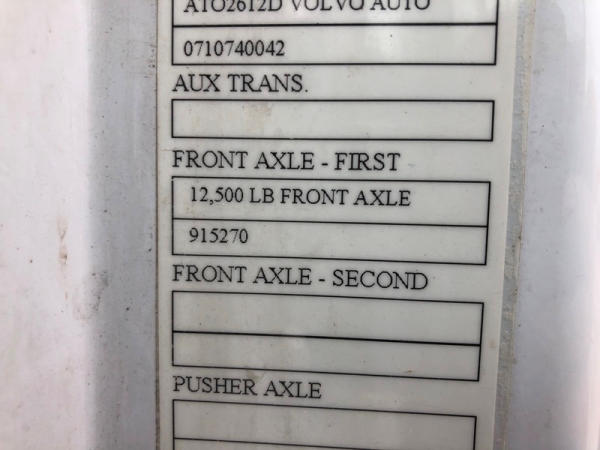 ATO2612D VOLVO AUTO
0710740042
AUX TRANS.
FRONT AXLE - FIRST
12,500 LB FRONT AXLE
915270
FRONT AXLE - SECOND
PUSHER AXLE